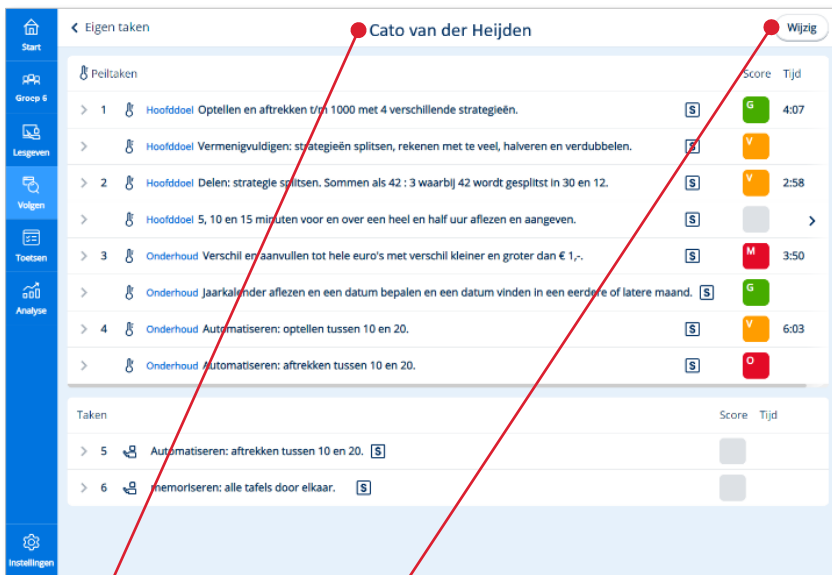 Start
Groep 6
Lesgeven
Volgen
Toetsen
Analyse
Instellingen
Eigen taken
Cato van der Heijden
Wijzig
Peiltaken Score Tijd
1 Hoofddoel Optellen en aftrekken t/m 1000 met 4 verschillende strategieën. S G 4:07
Hoofddoel Vermenigvuldigen: strategieën splitsen, rekenen met te veel, halveren en verdubbelen. S V
2 Hoofddoel Delen: strategie splitsen. Sommen als 42 : 3 waarbij 42 wordt gesplitst in 30 en 12. S V 2:58
Hoofddoel 5, 10 en 15 minuten voor en over een heel en half uur aflezen en aangeven. S
3 Onderhoud Verschil en aanvullen tot hele euro's met verschil kleiner en groter dan € 1,-. S M 3:50
Onderhoud Jaarkalender aflezen en een datum bepalen en een datum vinden in een eerdere of latere maand. S G
4 Onderhoud Automatiseren: optellen tussen 10 en 20. S V 6:03
Onderhoud Automatiseren: aftrekken tussen 10 en 20. S O
Taken Score Tijd
5 Automatiseren: aftrekken tussen 10 en 20. S
6 memoriseren: alle tafels door elkaar. S